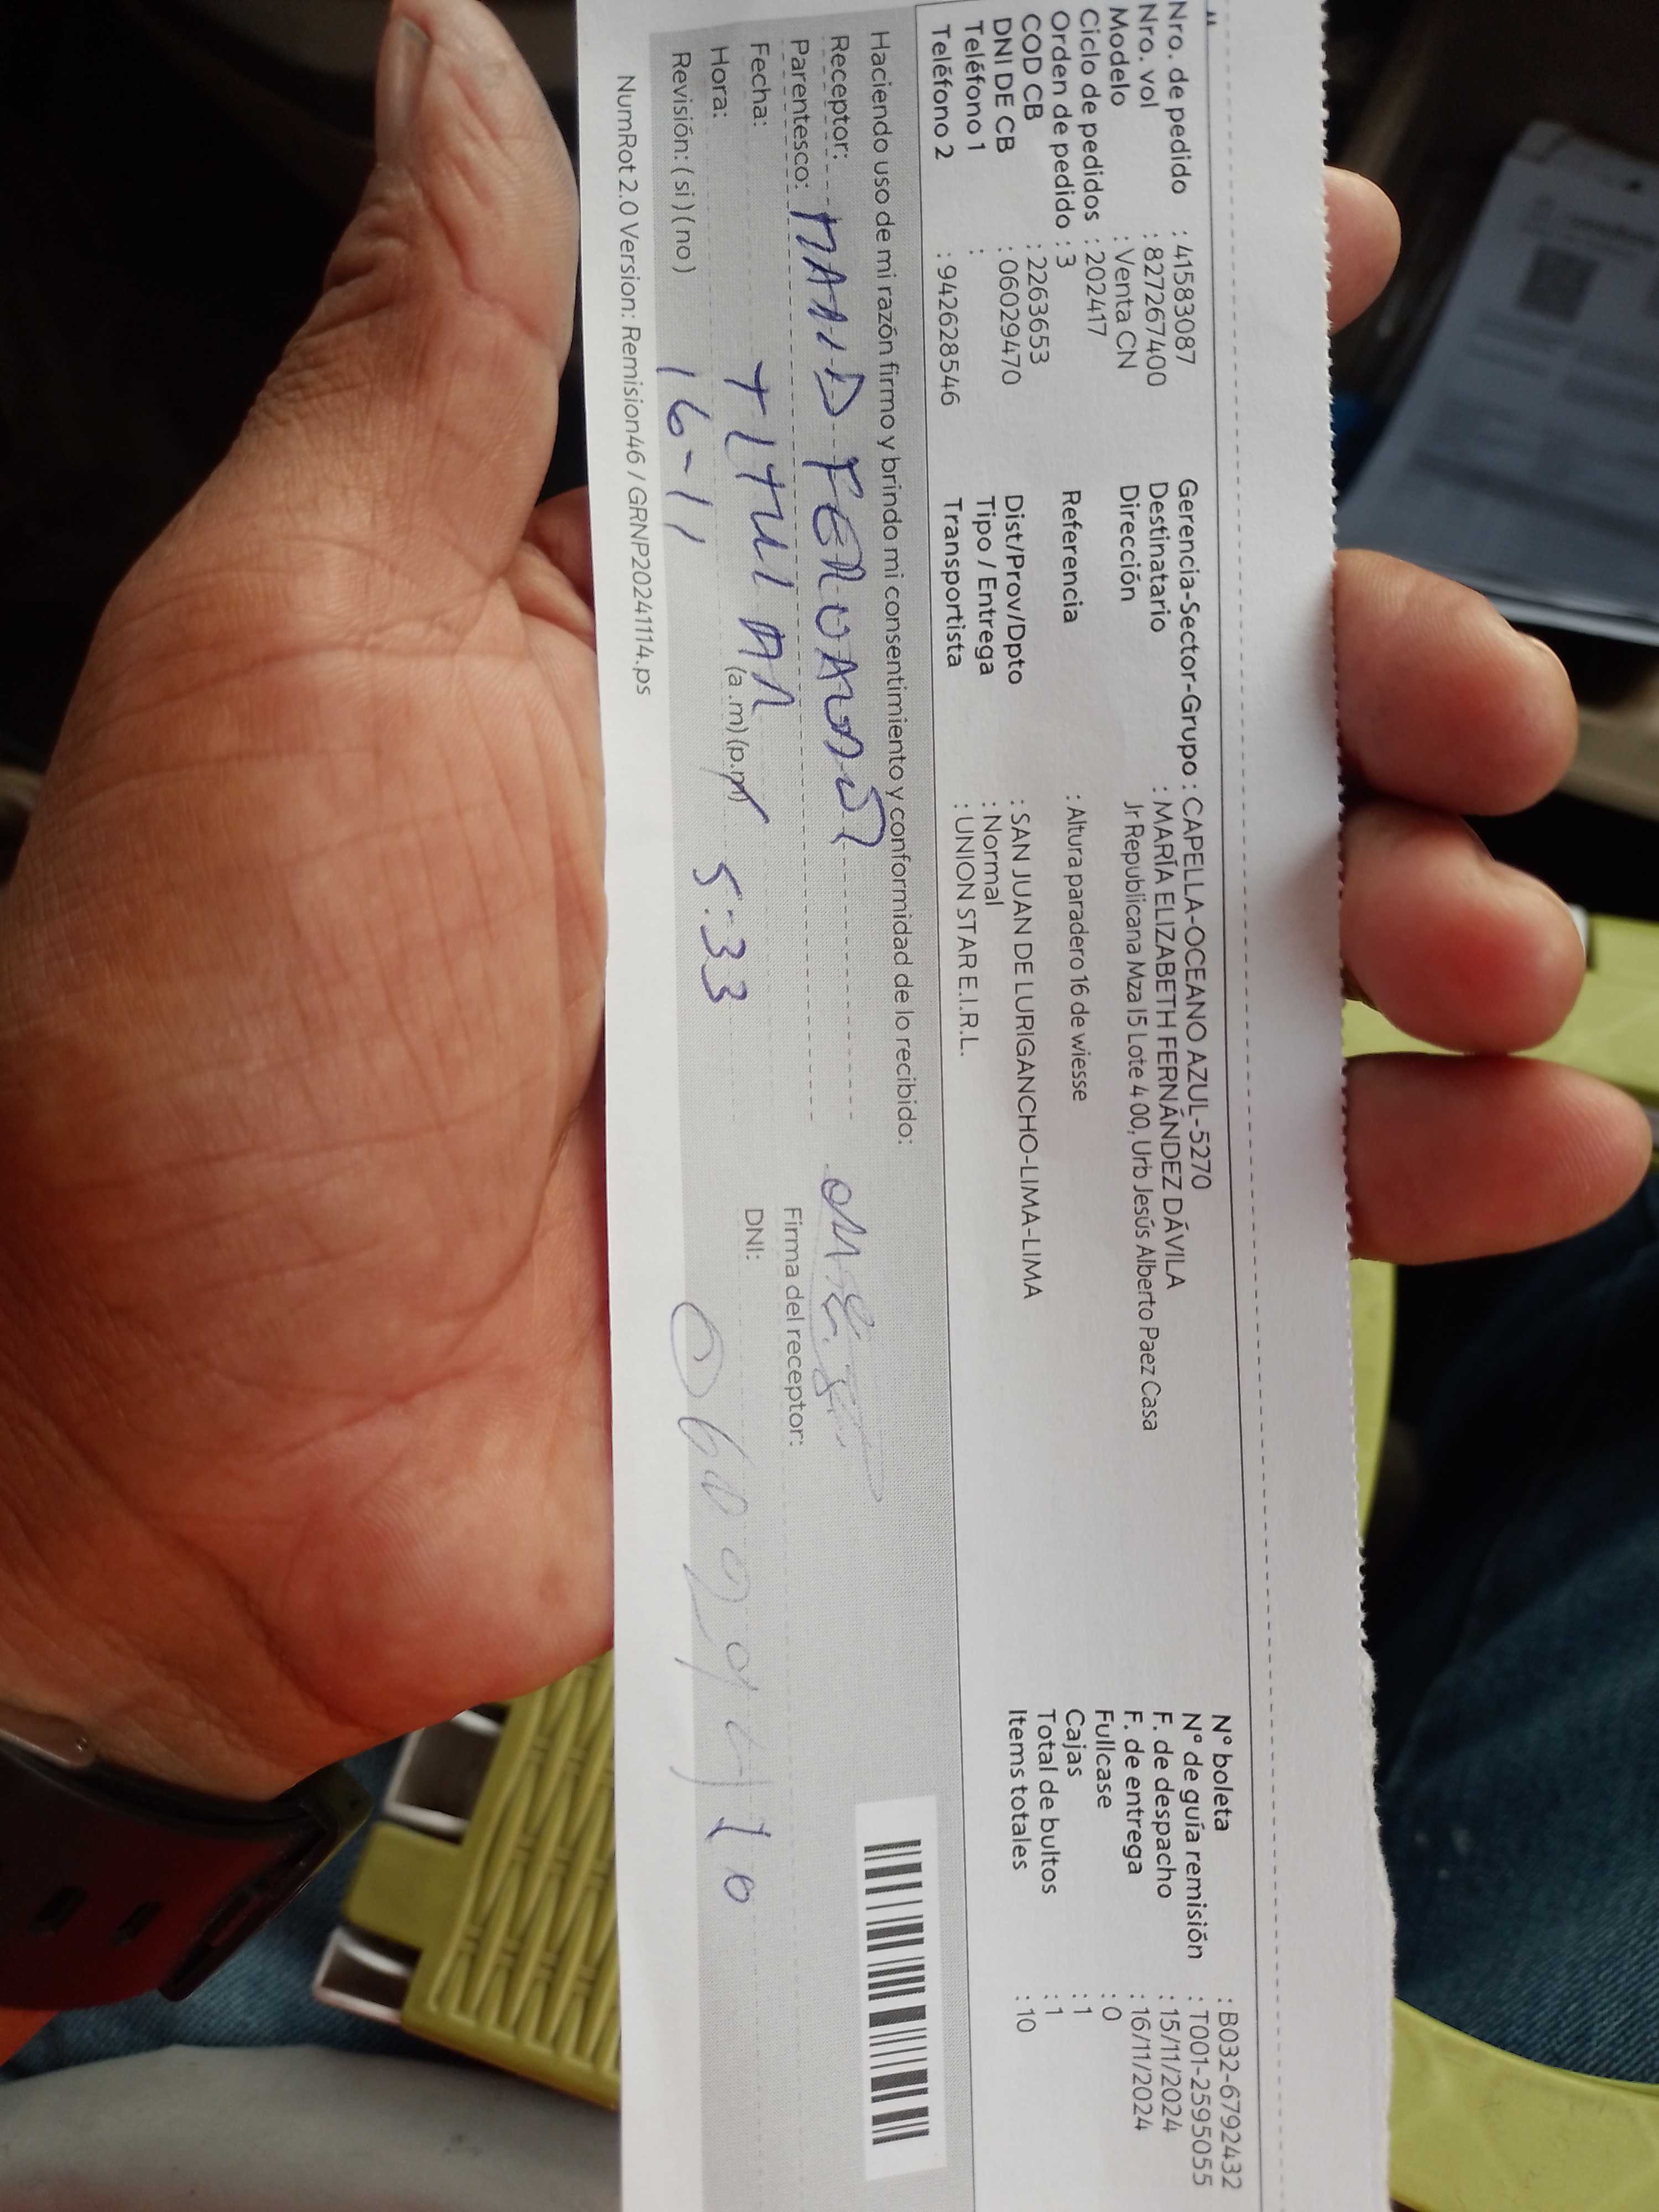 Nro. de pedido : 41583087
Nro. vol : 827267400
Modelo : Venta CN
Ciclo de pedidos : 202417
Orden de pedido : 3
COD CB : 2263653
DNI DE CB : 06029470
Teléfono 1 :
Teléfono 2 : 942628546
Gerencia-Sector-Grupo : CAPELLA-OCEANO AZUL-5270
Destinatario : MARÍA ELIZABETH FERNÁNDEZ DÁVILA
Dirección Jr Republicana Mza I5 Lote 4 00, Urb Jesús Alberto Paez Casa
Referencia : Altura paradero 16 de wiesse
Dist/Prov/Dpto : SAN JUAN DE LURIGANCHO-LIMA-LIMA
Tipo / Entrega : Normal
Transportista : UNION STAR E.I.R.L.
N° boleta : B032-6792432
N° de guía remisión : T001-2595055
F. de despacho : 15/11/2024
F. de entrega : 16/11/2024
Fullcase : 0
Cajas : 1
Total de bultos : 1
Items totales : 10
Haciendo uso de mi razón firmo y brindo mi consentimiento y conformidad de lo recibido:
Receptor:
Parentesco: TITULAR
Fecha: 16-11
Hora: (a.m)(p.m) 5:33
Revisión: ( si ) ( no )
Firma del receptor:
DNI: 06029470
NumRot 2.0 Version: Remision46 / GRNP20241114.ps